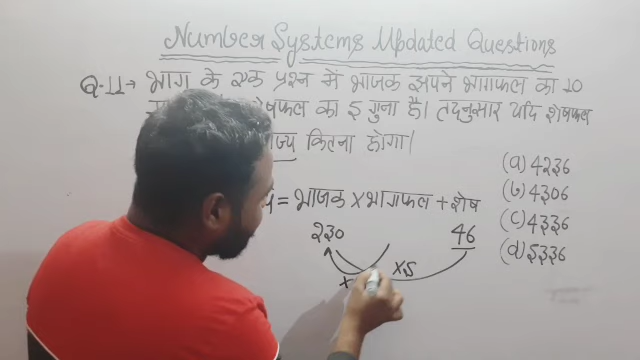 Number Systems Updated Questions
Q.11→ भाग के एक प्रश्न में भाजक अपने भागफल का 10
शेषफल का 5 गुना है। तदनुसार यदि शेषफल
कितना होगा।
(a) 4236
(b) 4306
= भाजक × भागफल + शेष
(c) 4336
230
46
(d) 5336
×5
×